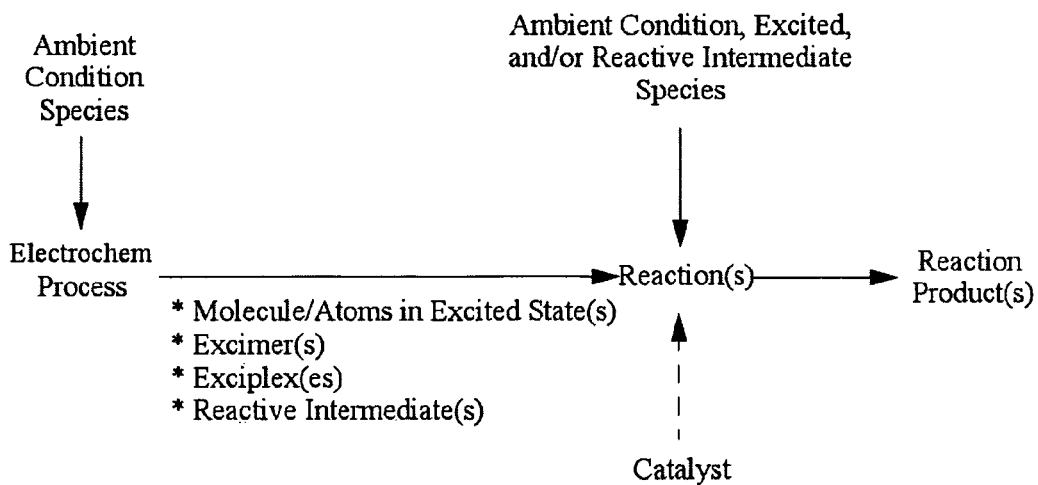 Ambient
Condition
Species
Ambient Condition, Excited,
and/or Reactive Intermediate
Species
Electrochem
Process
* Molecule/Atoms in Excited State(s)
* Excimer(s)
* Exciplex(es)
* Reactive Intermediate(s)
Reaction(s)
Reaction
Product(s)
Catalyst